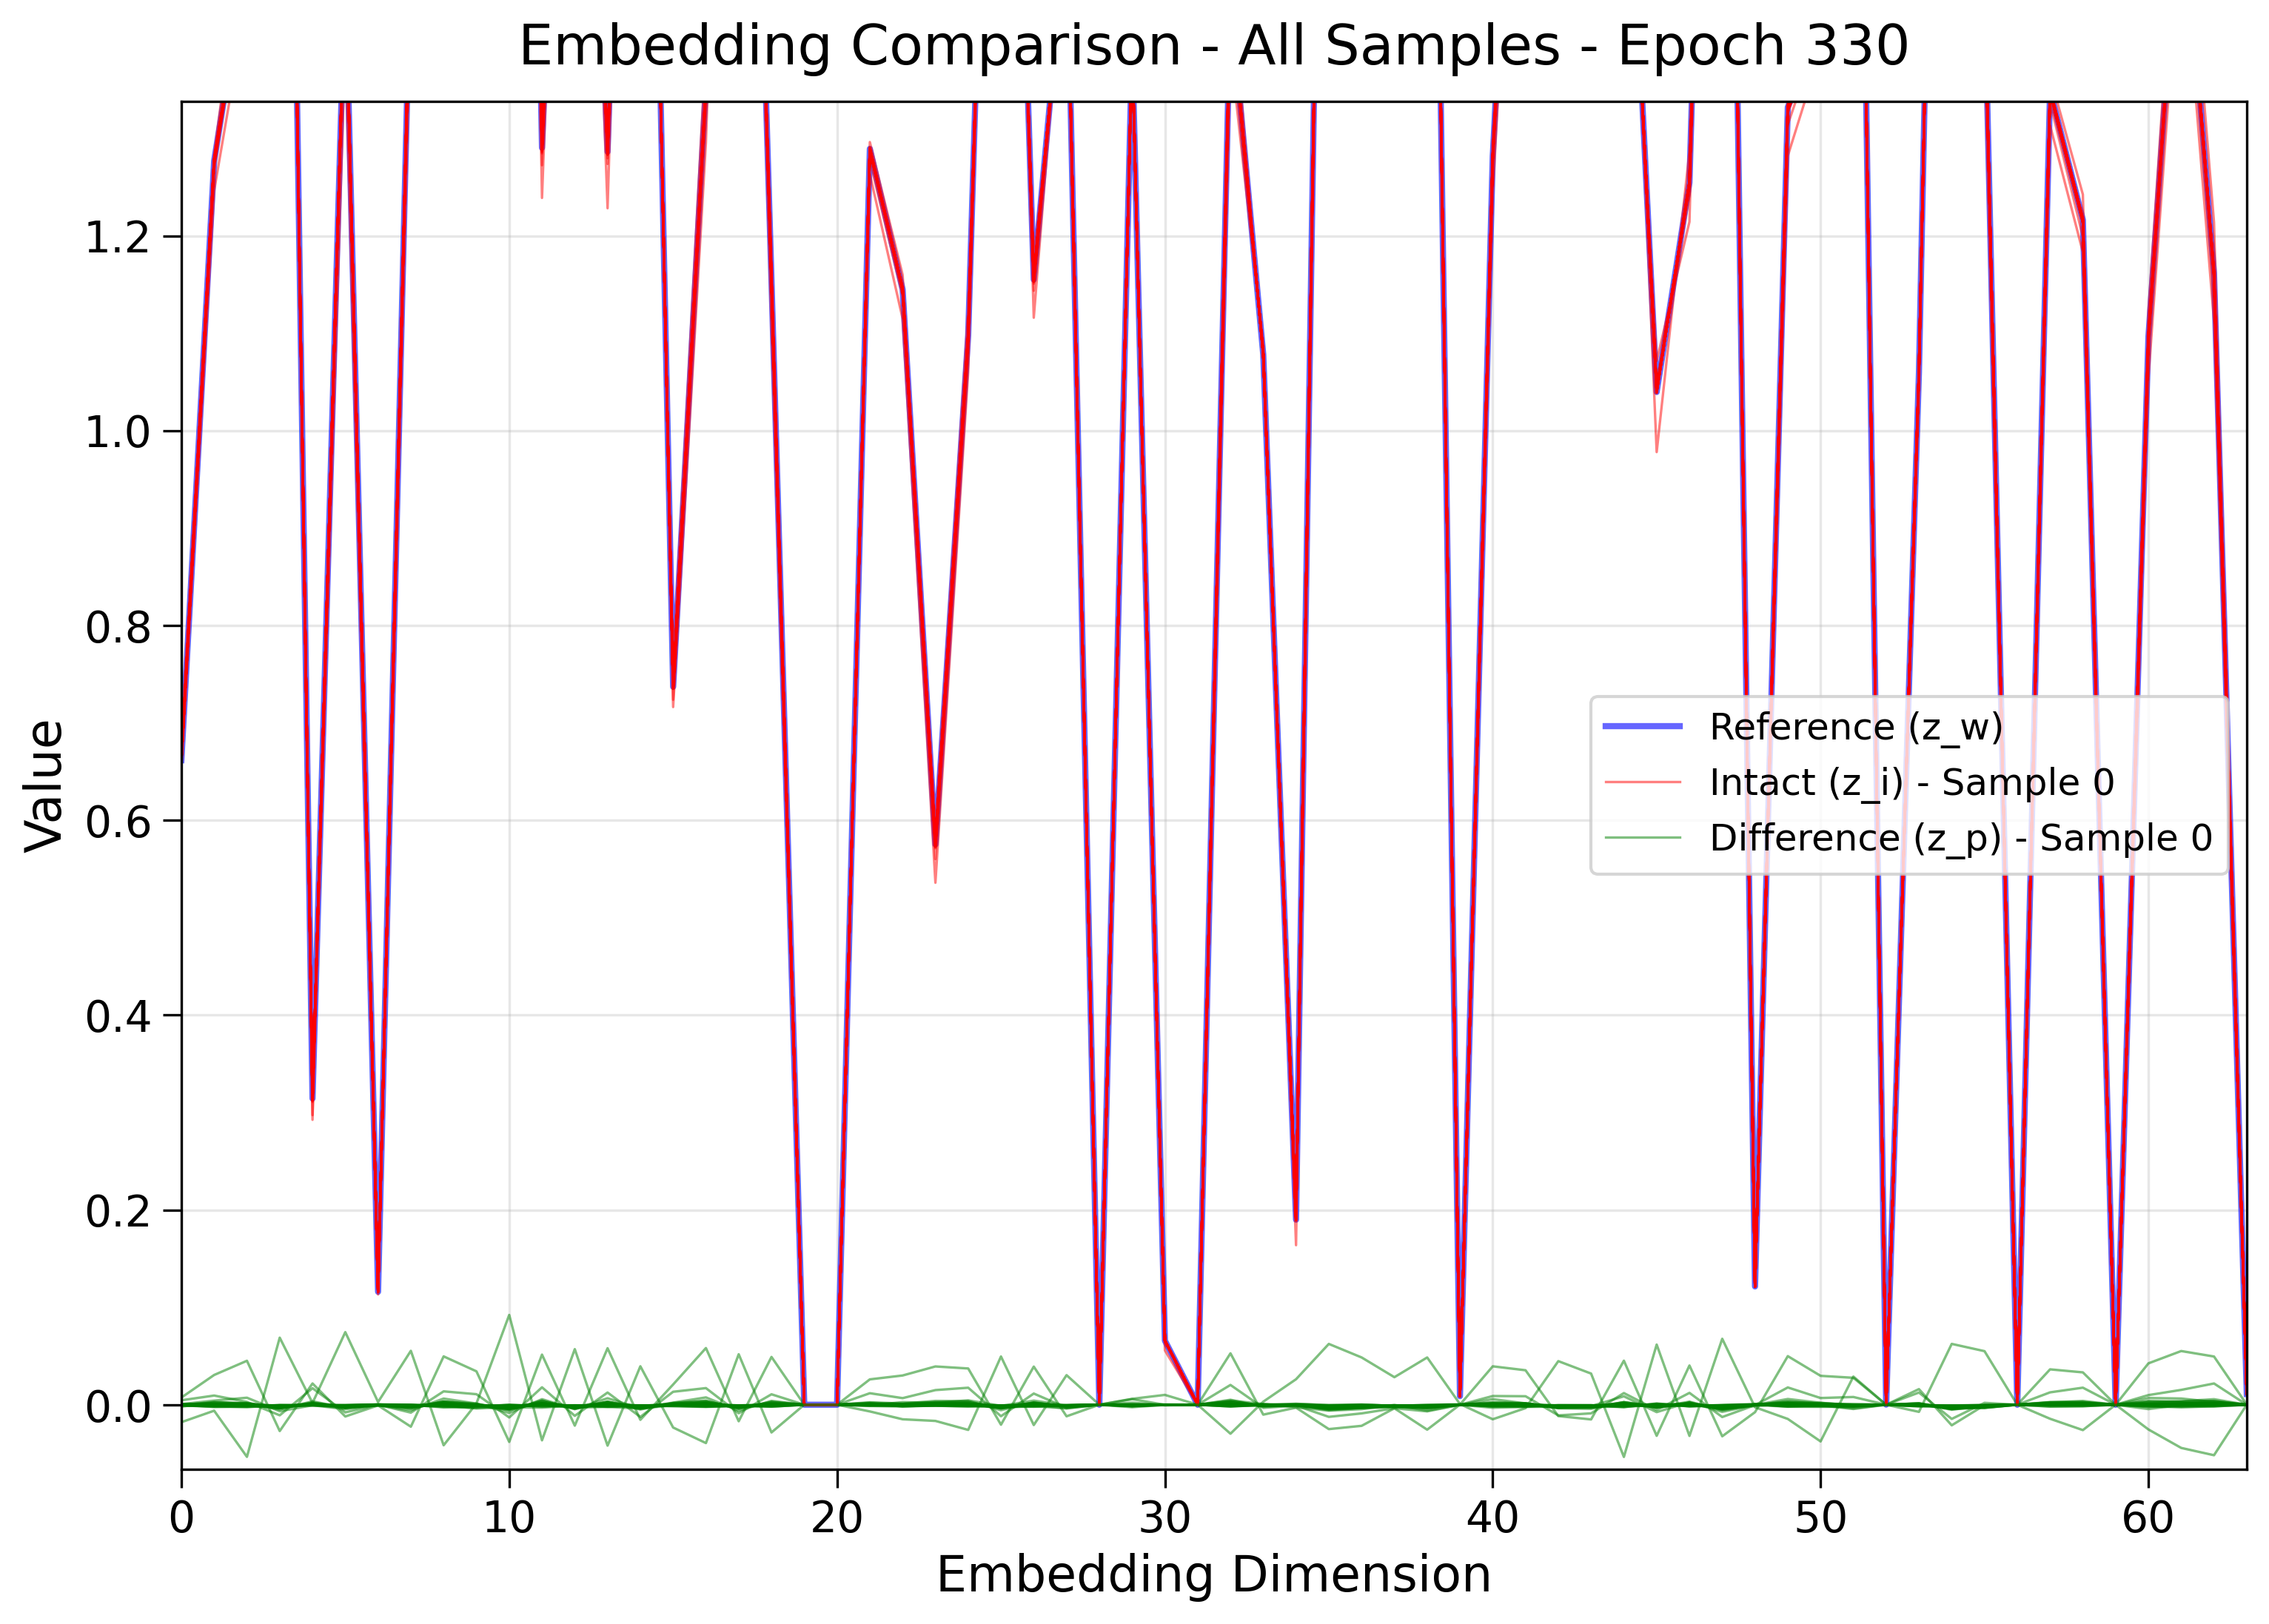 Embedding Comparison - All Samples - Epoch 330
Value
1.2
1.0
0.8
0.6
0.4
0.2
0.0
Reference (z_w)
Intact (z_i) - Sample 0
Difference (z_p) - Sample 0
0 10 20 30 40 50 60
Embedding Dimension